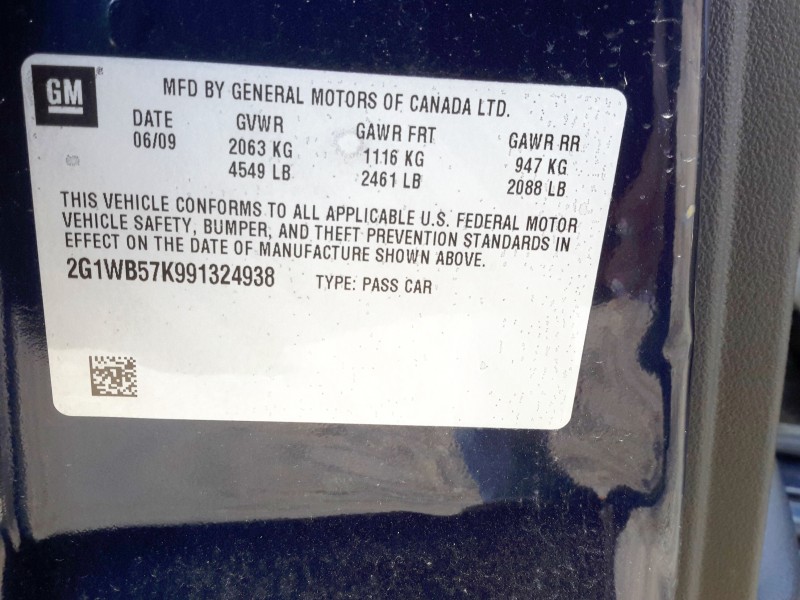 GM ®
MFD BY GENERAL MOTORS OF CANADA LTD.
DATE GVWR GAWR FRT GAWR RR
06/09 2063 KG 1116 KG 947 KG
4549 LB 2461 LB 2088 LB
THIS VEHICLE CONFORMS TO ALL APPLICABLE U.S. FEDERAL MOTOR
VEHICLE SAFETY, BUMPER, AND THEFT PREVENTION STANDARDS IN
EFFECT ON THE DATE OF MANUFACTURE SHOWN ABOVE.
2G1WB57K991324938 TYPE: PASS CAR